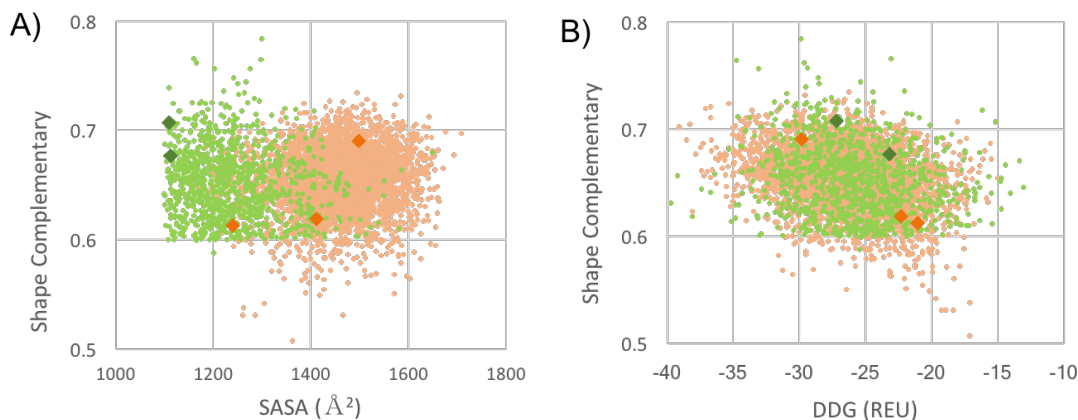 A)
Shape Complementary
0.8
0.7
0.6
0.5
1000 1200 1400 1600 1800
SASA (Å²)
B)
Shape Complementary
0.8
0.7
0.6
0.5
-40 -35 -30 -25 -20 -15 -10
DDG (REU)